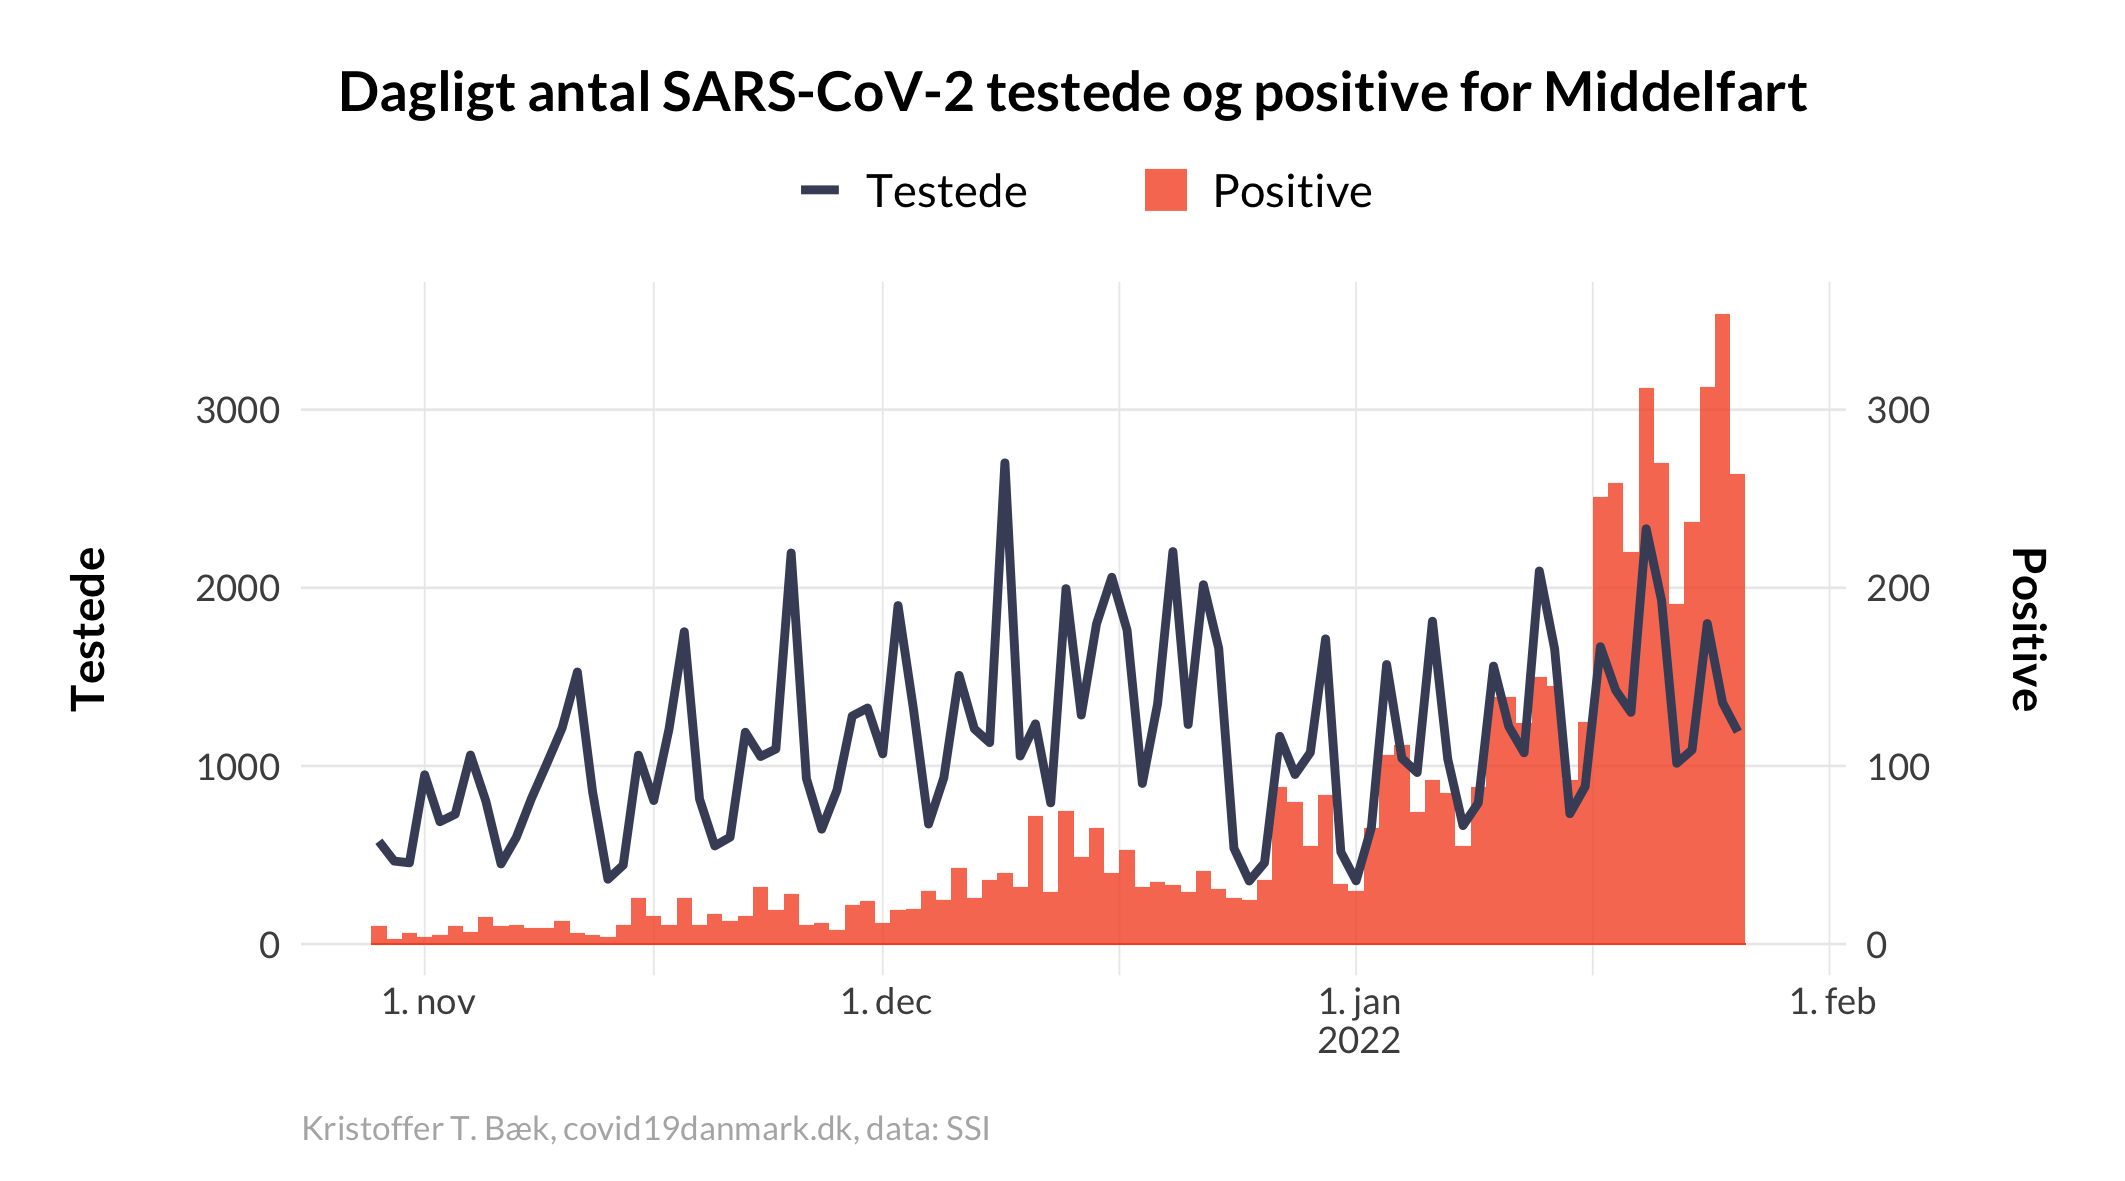 Dagligt antal SARS-CoV-2 testede og positive for Middelfart
Testede
Positive
3000
2000
1000
0
Testede
300
200
100
0
Positive
1. nov
1. dec
1. jan
2022
1. feb
Kristoffer T. Bæk, covid19danmark.dk, data: SSI